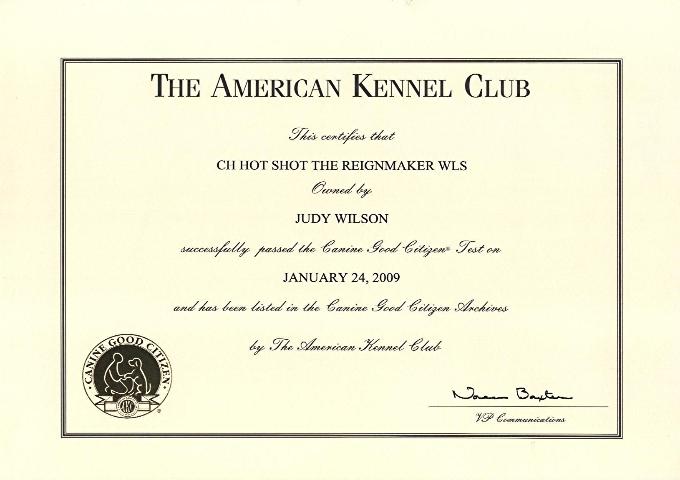 THE AMERICAN KENNEL CLUB
This certifies that
CH HOT SHOT THE REIGNMAKER WLS
Owned by
JUDY WILSON
successfully passed the Canine Good Citizen® Test on
JANUARY 24, 2009
and has been listed in the Canine Good Citizen Archives
by The American Kennel Club
CANINE GOOD CITIZEN
AKC
®
VP Communications